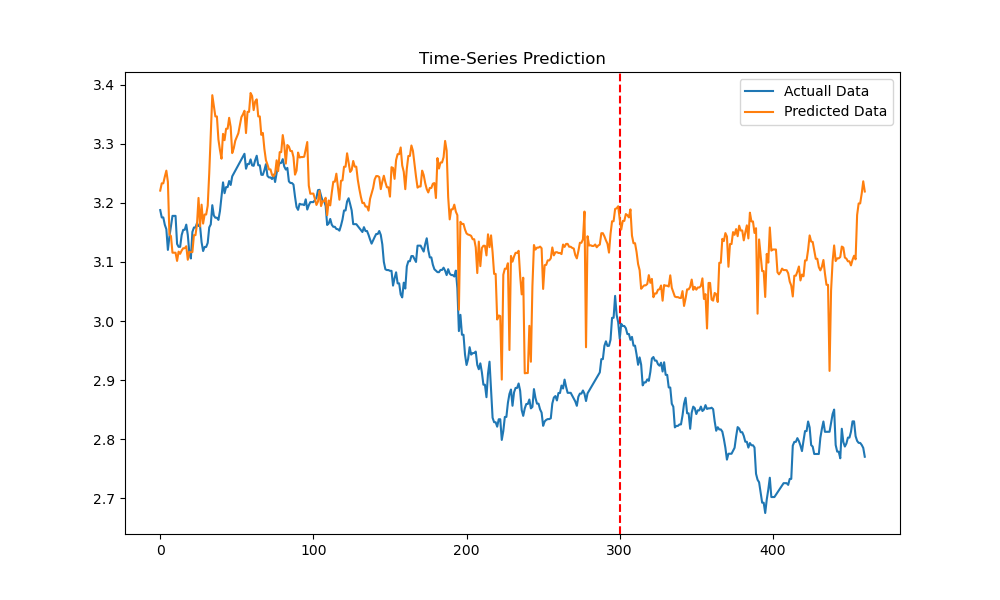 Time-Series Prediction
Actuall Data
Predicted Data
3.4
3.3
3.2
3.1
3.0
2.9
2.8
2.7
0 100 200 300 400